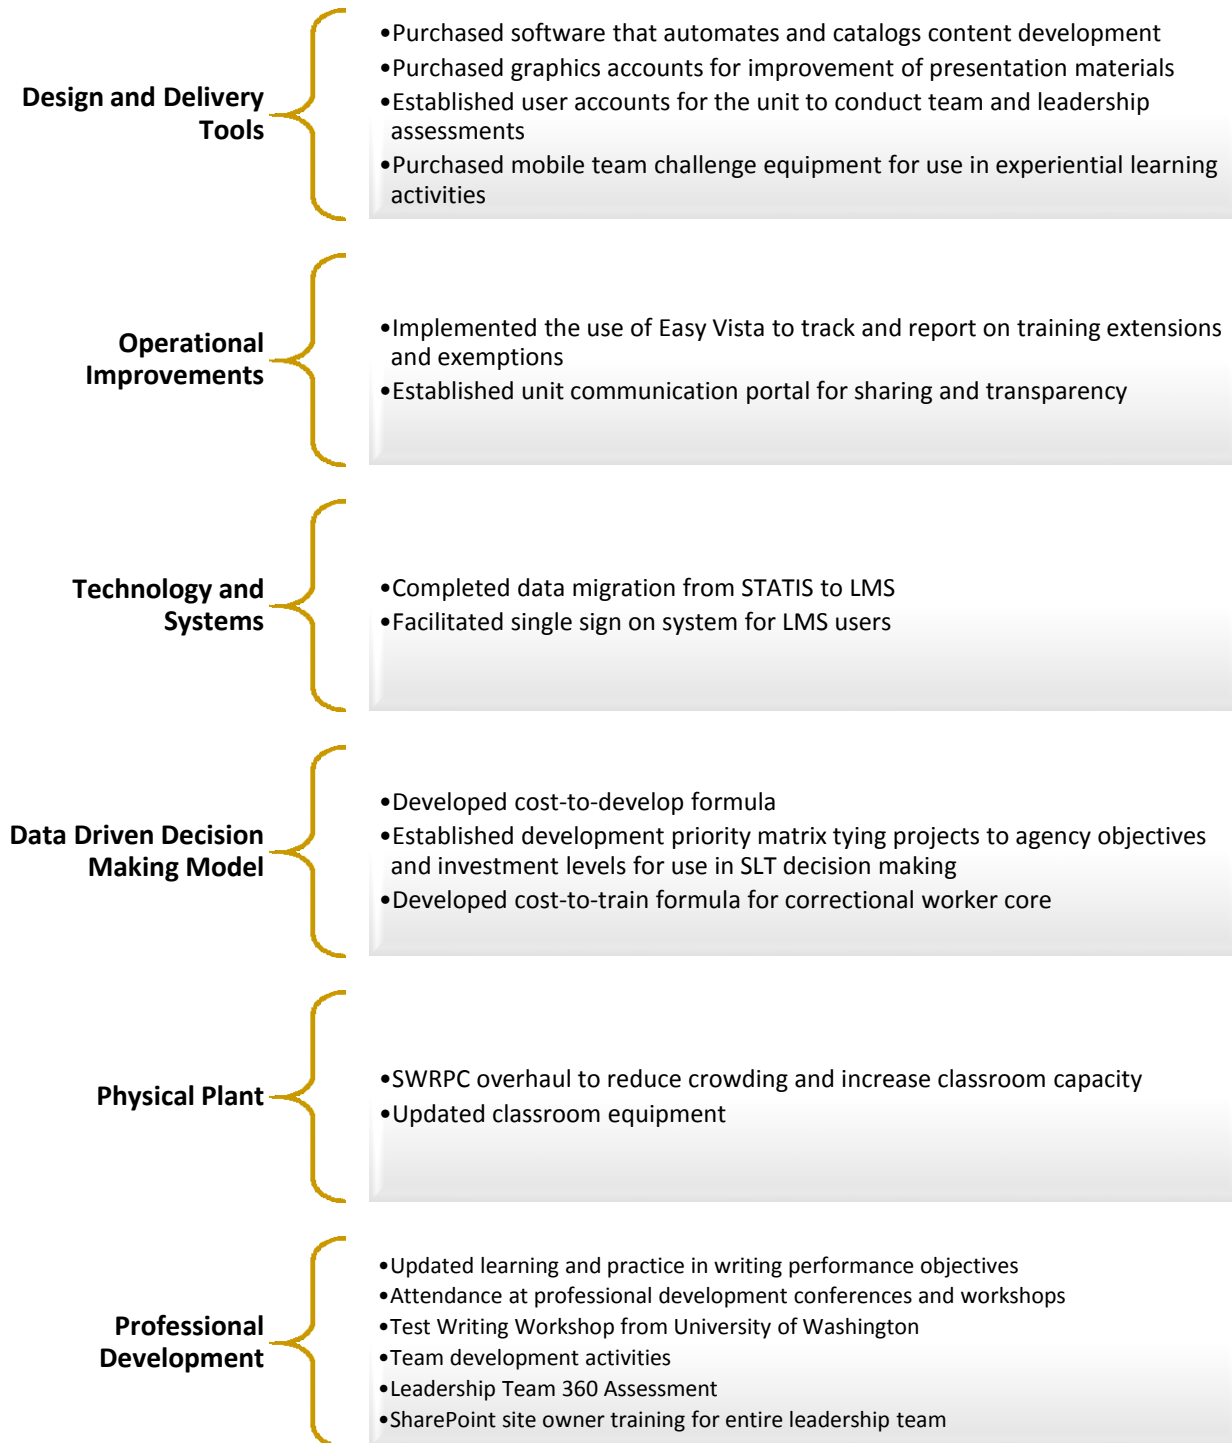 Design and Delivery
Tools
•Purchased software that automates and catalogs content development
•Purchased graphics accounts for improvement of presentation materials
•Established user accounts for the unit to conduct team and leadership
assessments
•Purchased mobile team challenge equipment for use in experiential learning
activities
Operational
Improvements
•Implemented the use of Easy Vista to track and report on training extensions
and exemptions
•Established unit communication portal for sharing and transparency
Technology and
Systems
•Completed data migration from STATIS to LMS
•Facilitated single sign on system for LMS users
Data Driven Decision
Making Model
•Developed cost-to-develop formula
•Established development priority matrix tying projects to agency objectives
and investment levels for use in SLT decision making
•Developed cost-to-train formula for correctional worker core
Physical Plant
•SWRPC overhaul to reduce crowding and increase classroom capacity
•Updated classroom equipment
Professional
Development
•Updated learning and practice in writing performance objectives
•Attendance at professional development conferences and workshops
•Test Writing Workshop from University of Washington
•Team development activities
•Leadership Team 360 Assessment
•SharePoint site owner training for entire leadership team